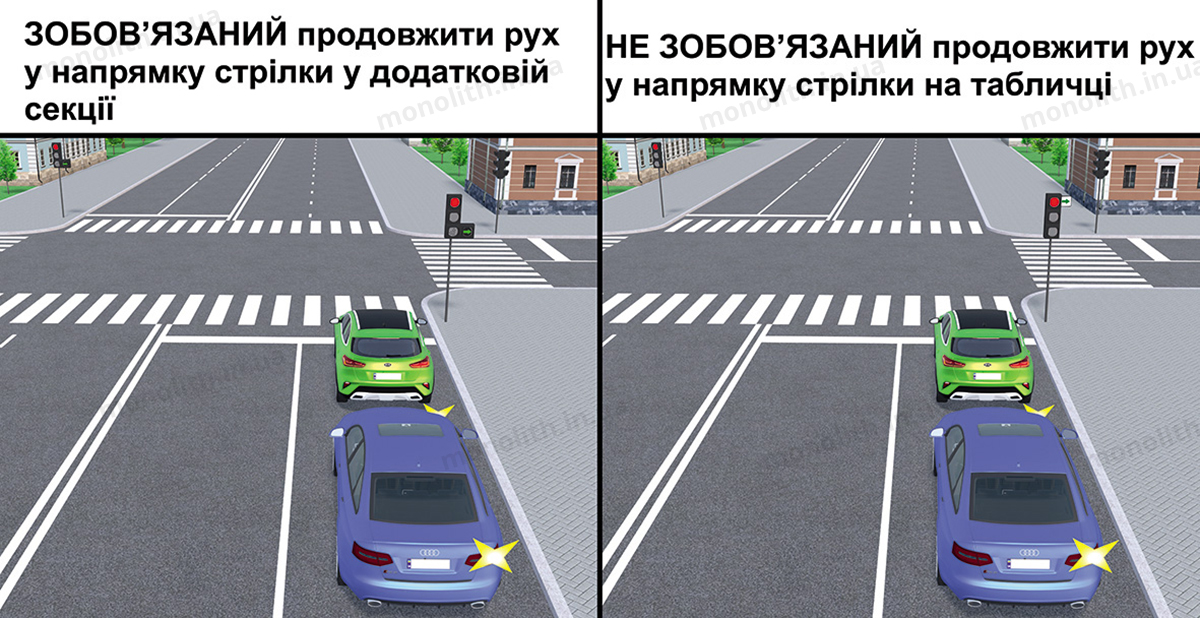 ЗОБОВ’ЯЗАНИЙ продовжити рух
у напрямку стрілки у додатковій
секції
НЕ ЗОБОВ’ЯЗАНИЙ продовжити рух
у напрямку стрілки на табличці
monolith.in.ua